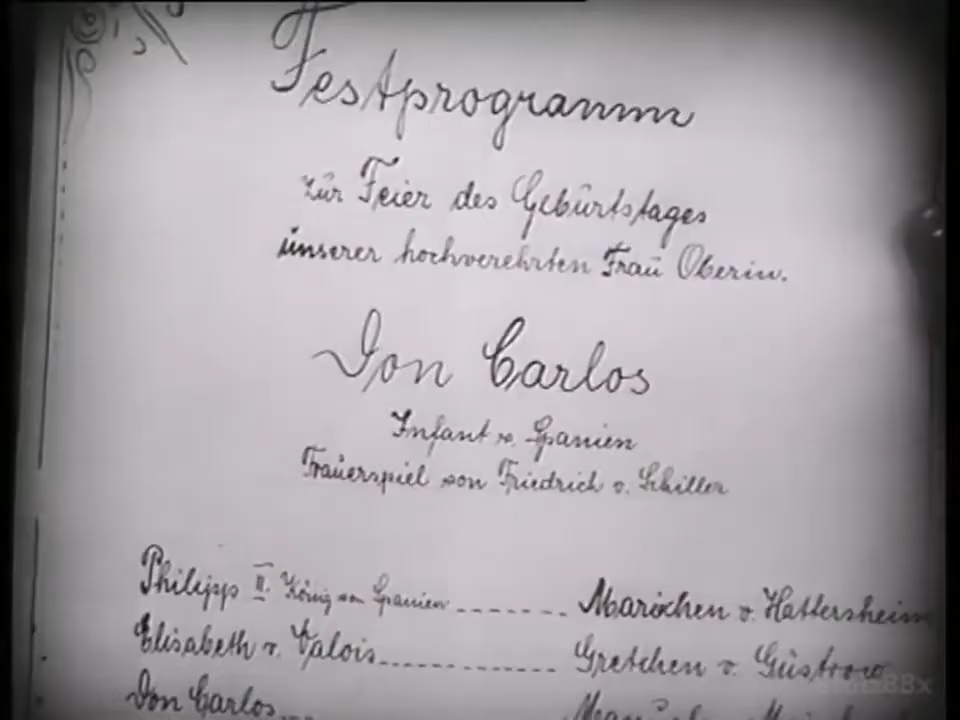 Festprogramm
zur Feier des Geburtstages
unserer hochverehrten Frau Oberin.
Don Carlos
Infant v. Spanien
Trauerspiel von Friedrich v. Schiller
Philipp II. König von Spanien --------- Mariechen v. Hattersheim
Elisabeth v. Valois -------------- Gretchen v. Güstrow
Don Carlos